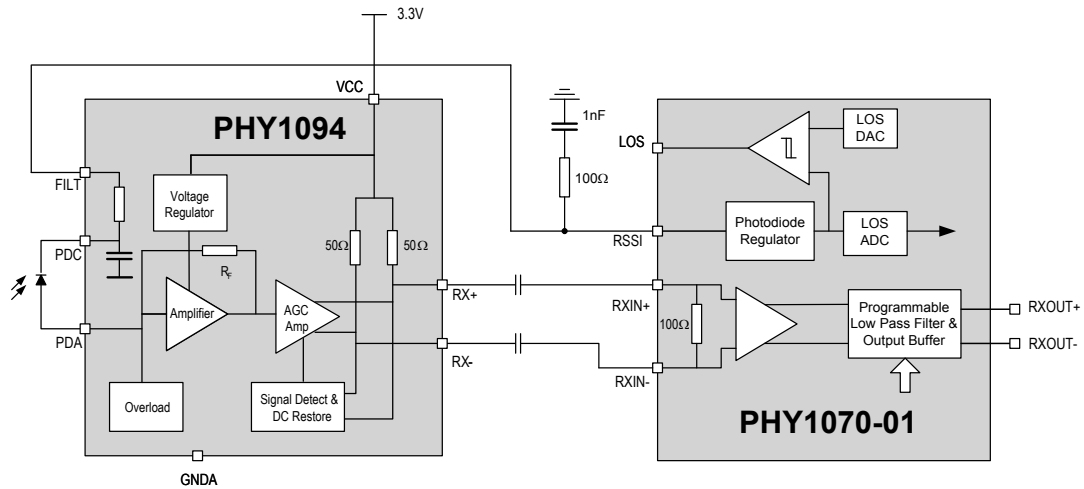 3.3V
VCC
PHY1094
FILT
Voltage
Regulator
PDC
50Ω
50Ω
RF
Amplifier
AGC
Amp
RX+
RX-
PDA
Overload
Signal Detect &
DC Restore
GNDA
1nF
100Ω
LOS
LOS
DAC
RSSI
Photodiode
Regulator
LOS
ADC
RXIN+
100Ω
RXIN-
Programmable
Low Pass Filter &
Output Buffer
RXOUT+
RXOUT-
PHY1070-01